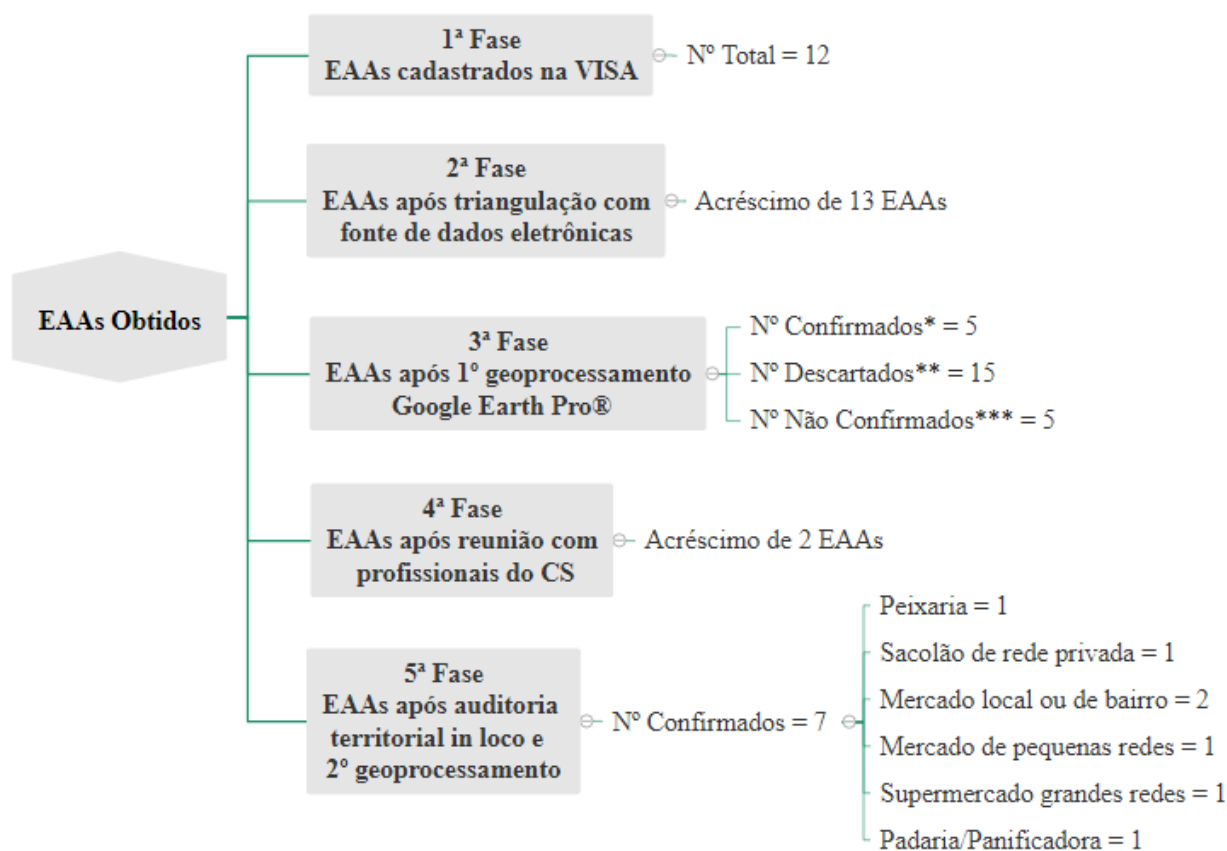 EAAs Obtidos
1ª Fase
EAAs cadastrados na VISA
Nº Total = 12
2ª Fase
EAAs após triangulação com
fonte de dados eletrônicas
Acréscimo de 13 EAAs
3ª Fase
EAAs após 1º geoprocessamento
Google Earth Pro®
Nº Confirmados* = 5
Nº Descartados** = 15
Nº Não Confirmados*** = 5
4ª Fase
EAAs após reunião com
profissionais do CS
Acréscimo de 2 EAAs
5ª Fase
EAAs após auditoria
territorial in loco e
2º geoprocessamento
Nº Confirmados = 7
Peixaria = 1
Sacolão de rede privada = 1
Mercado local ou de bairro = 2
Mercado de pequenas redes = 1
Supermercado grandes redes = 1
Padaria/Panificadora = 1